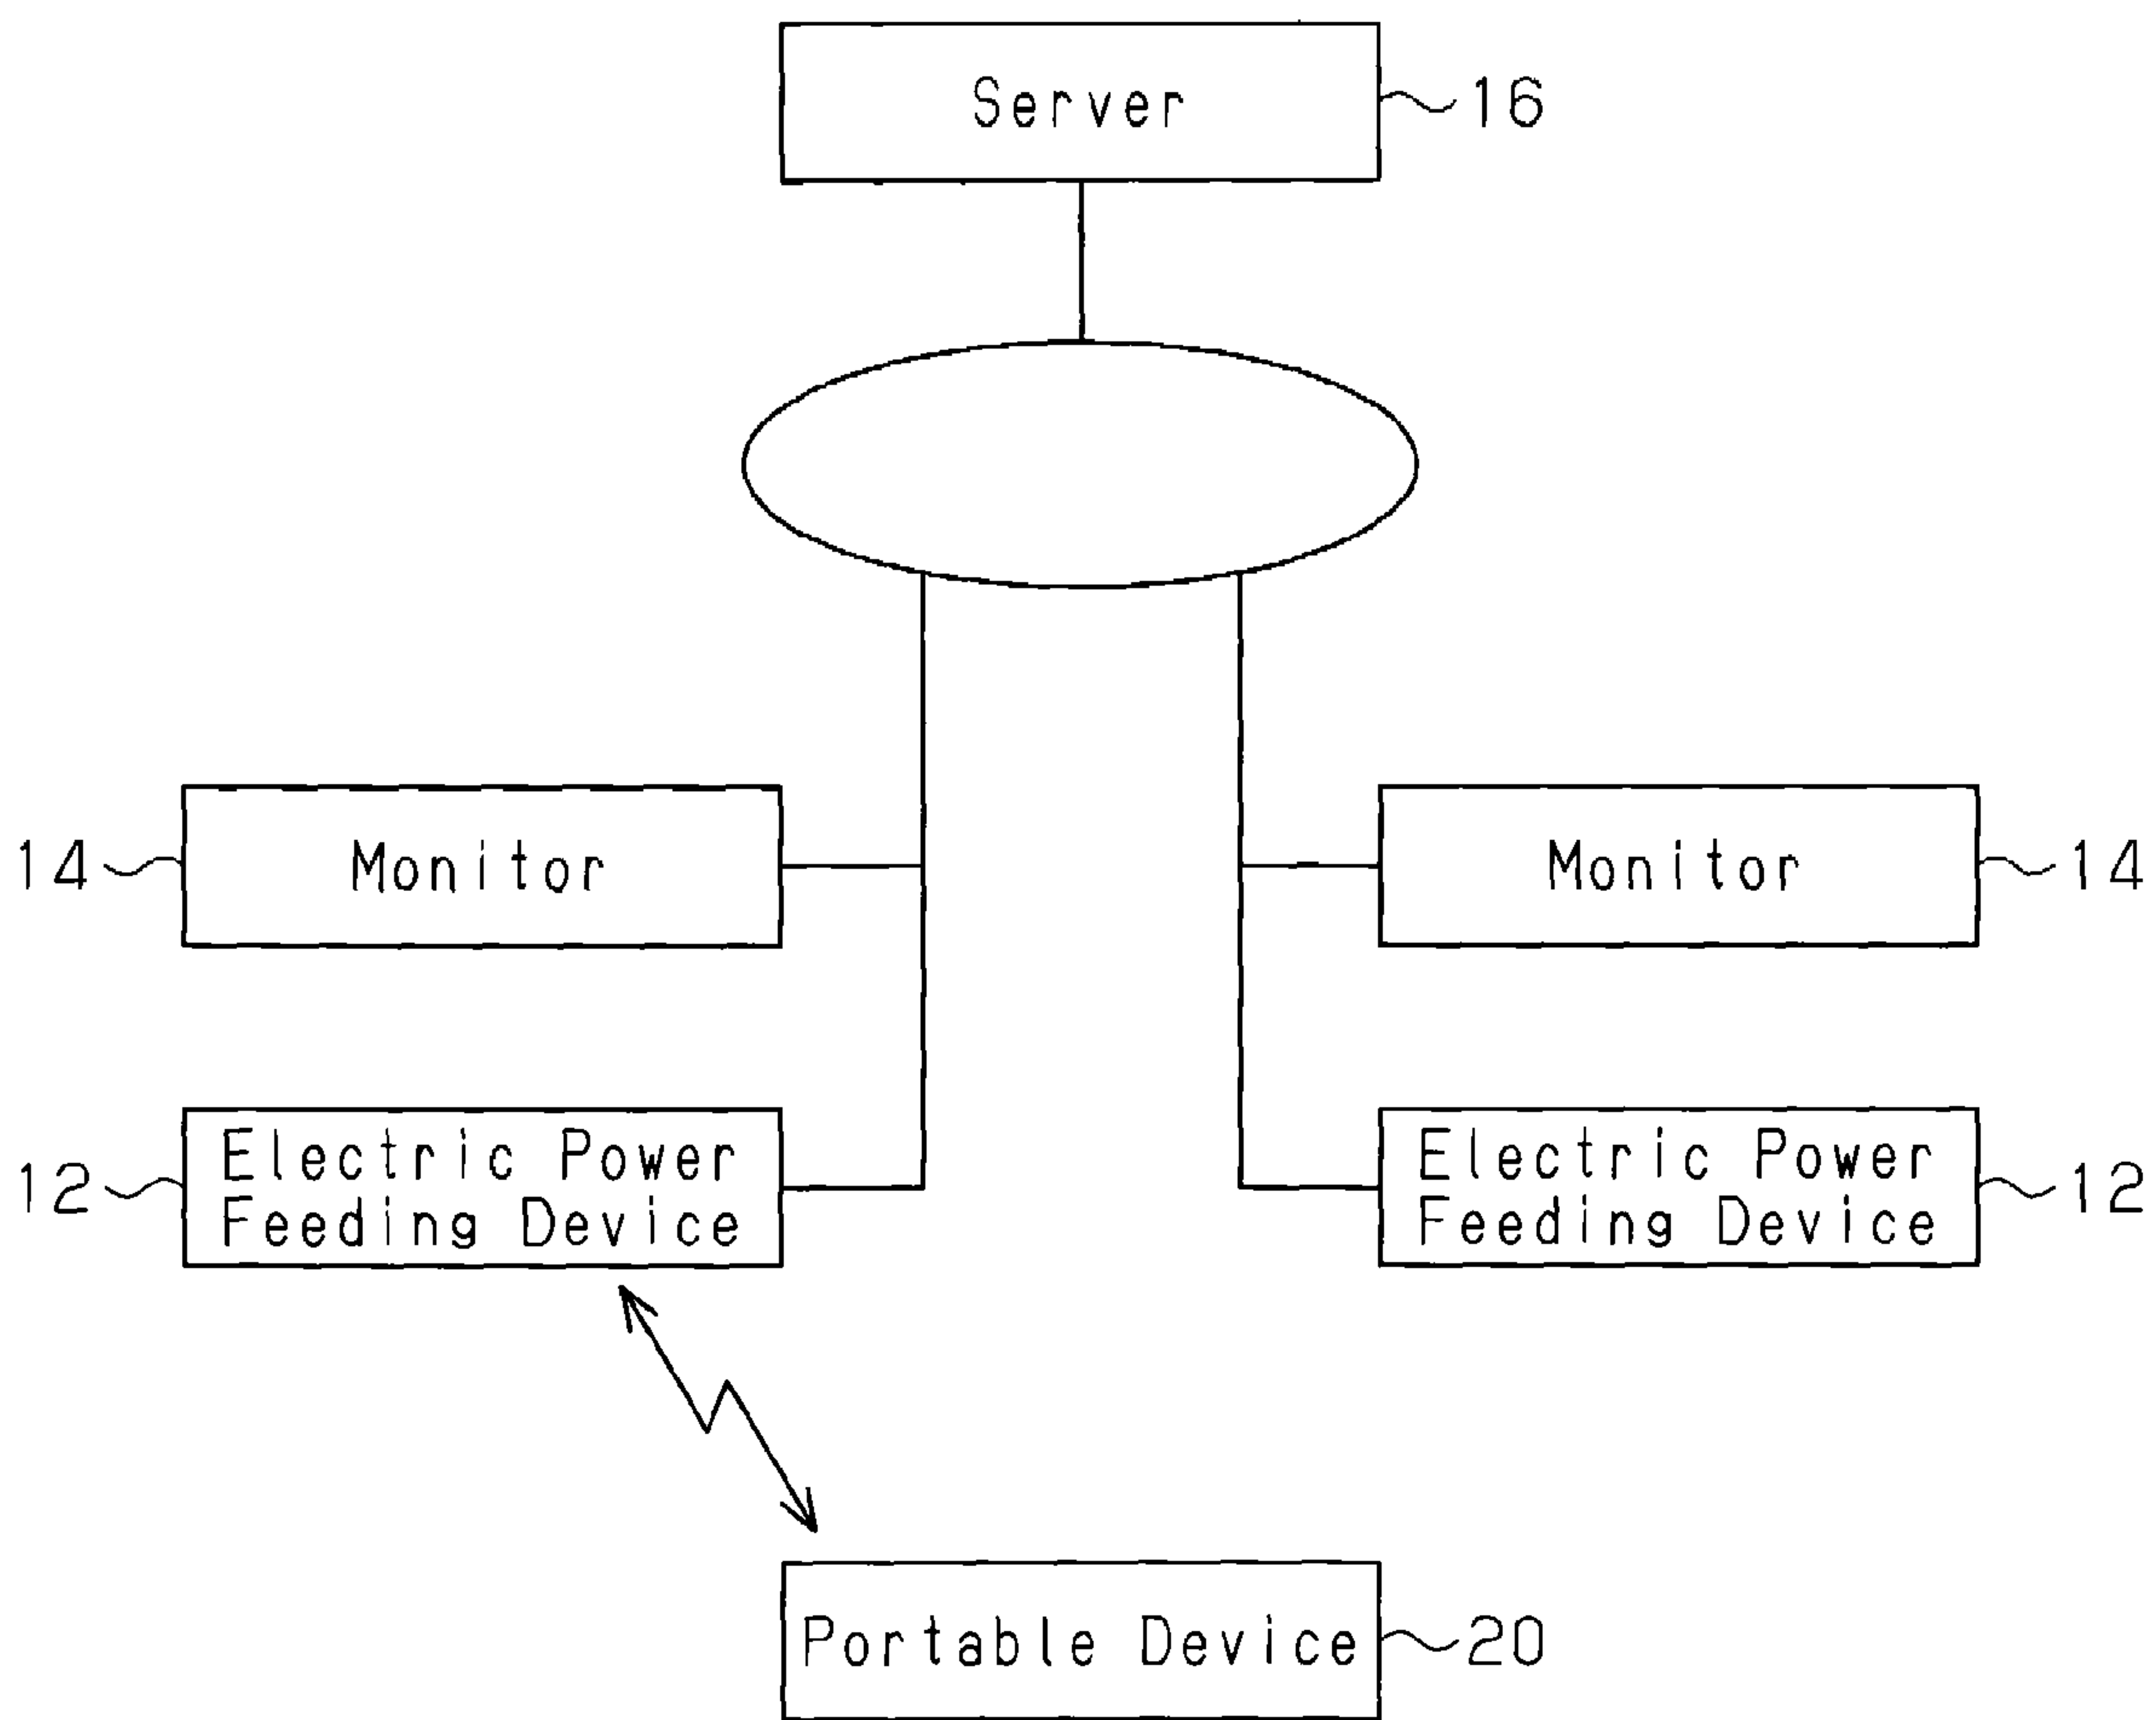 Server 16
14 Monitor Monitor 14
12 Electric Power Feeding Device Electric Power Feeding Device 12
Portable Device 20